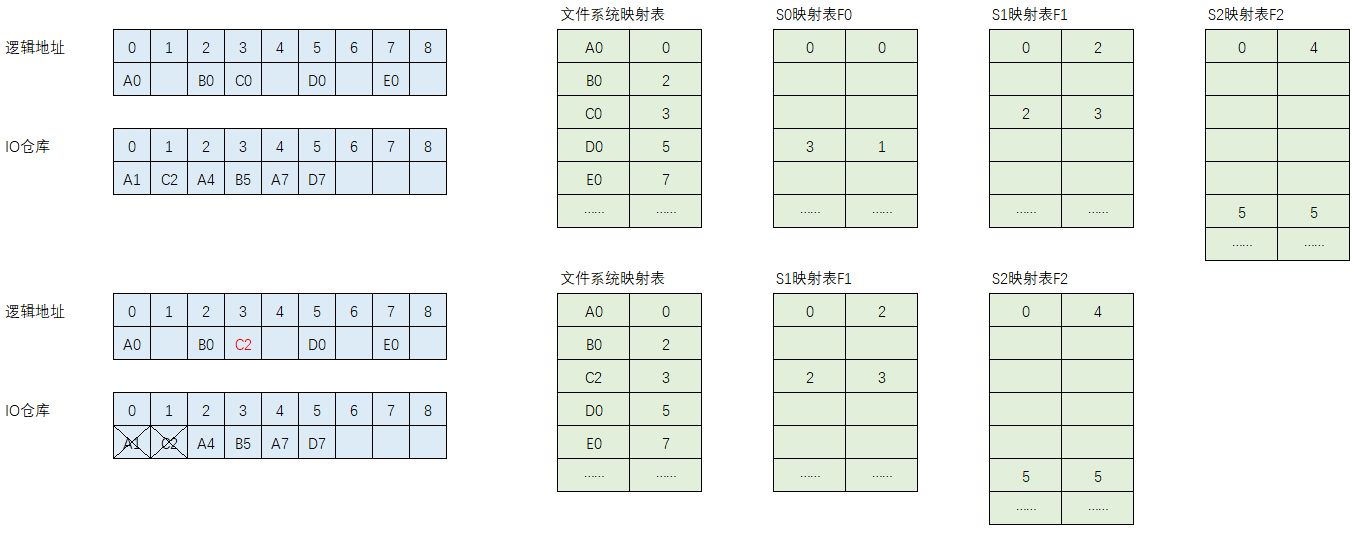 文件系统映射表 S0映射表F0 S1映射表F1 S2映射表F2
逻辑地址 0 1 2 3 4 5 6 7 8 A0 0 0 0 0 2 0 4
A0 B0 C0 D0 E0 B0 2
C0 3 2 3
IO仓库 0 1 2 3 4 5 6 7 8 D0 5 3 1
A1 C2 A4 B5 A7 D7 E0 7
…… …… …… …… …… …… 5 5
…… ……
文件系统映射表 S1映射表F1 S2映射表F2
逻辑地址 0 1 2 3 4 5 6 7 8 A0 0 0 2 0 4
A0 B0 C2 D0 E0 B0 2
C2 3 2 3
IO仓库 0 1 2 3 4 5 6 7 8 D0 5
A1 C2 A4 B5 A7 D7 E0 7
…… …… …… …… 5 5
…… ……